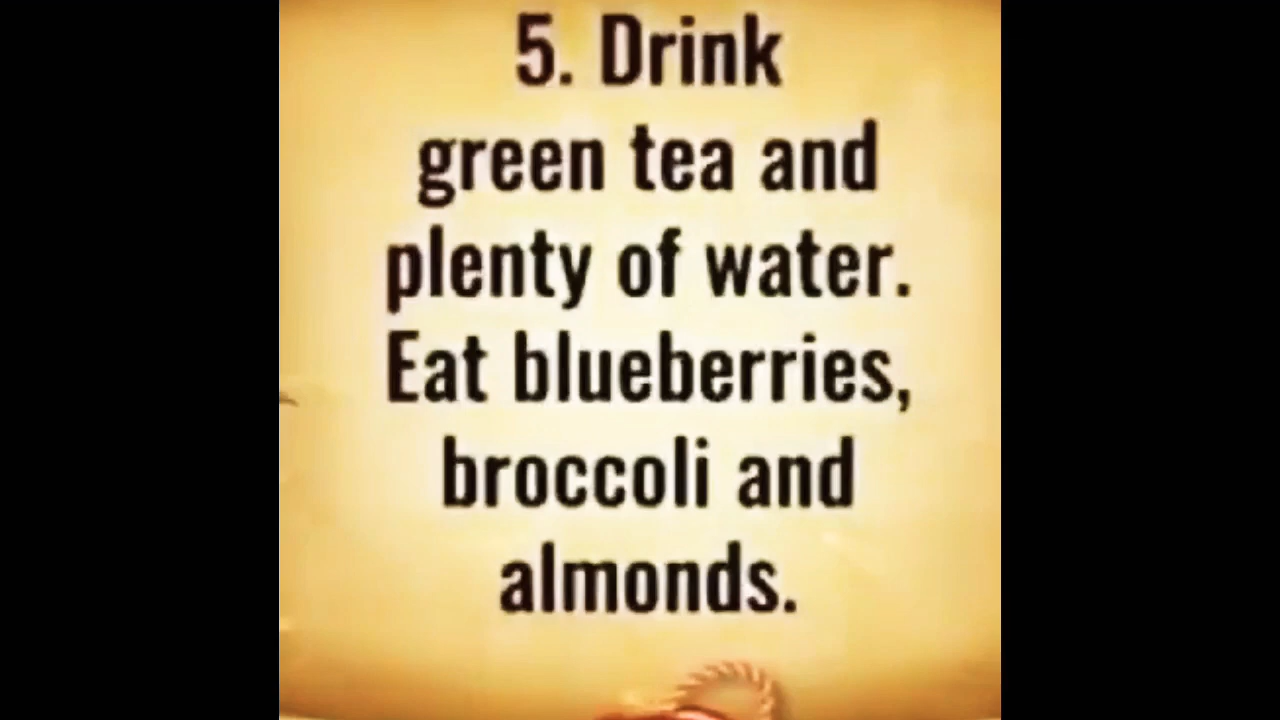 5. Drink
green tea and
plenty of water.
Eat blueberries,
broccoli and
almonds.